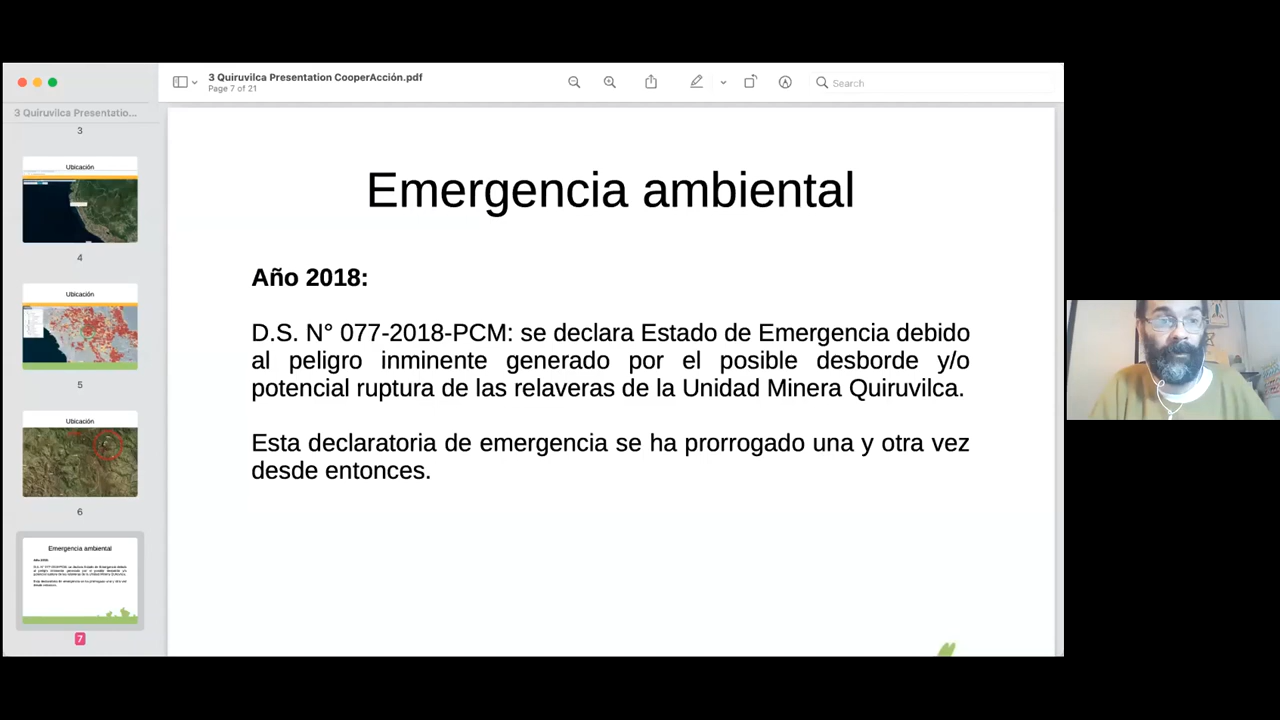 3 Quiruvilca Presentation CooperAcción.pdf
Page 7 of 21
Search
3 Quiruvilca Presentatio...
3
Ubicación
4
Ubicación
5
Ubicación
6
Emergencia ambiental
7
Emergencia ambiental
Año 2018:
D.S. N° 077-2018-PCM: se declara Estado de Emergencia debido
al peligro inminente generado por el posible desborde y/o
potencial ruptura de las relaveras de la Unidad Minera Quiruvilca.
Esta declaratoria de emergencia se ha prorrogado una y otra vez
desde entonces.